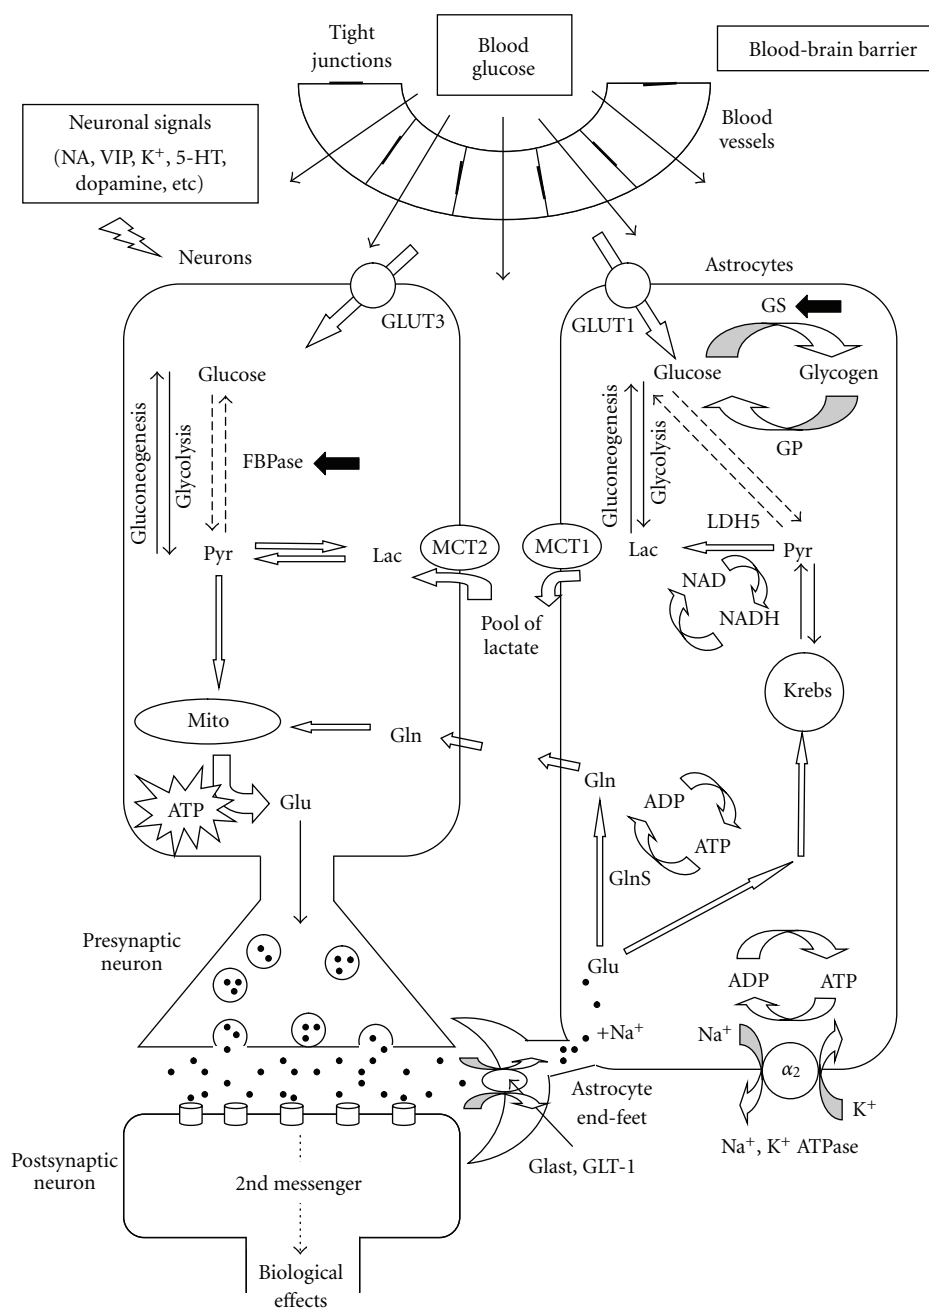 Tight
junctions
Blood
glucose
Blood-brain barrier
Blood
vessels
Neuronal signals
(NA, VIP, K⁺, 5-HT,
dopamine, etc)
Neurons
Astrocytes
GLUT3
GLUT1
GS
Glucose
Glucose
Glycogen
GP
Gluconeogenesis
Glycolysis
FBPase
Gluconeogenesis
Glycolysis
Pyr
Lac
MCT2
MCT1
Lac
LDH5
Pyr
NAD
NADH
Pool of
lactate
Krebs
Mito
Gln
Gln
ATP
Glu
ADP
ATP
GlnS
Presynaptic
neuron
Glu
ADP
ATP
+Na⁺
Na⁺
α₂
K⁺
Astrocyte
end-feet
Na⁺, K⁺ ATPase
Glast, GLT-1
Postsynaptic
neuron
2nd messenger
Biological
effects